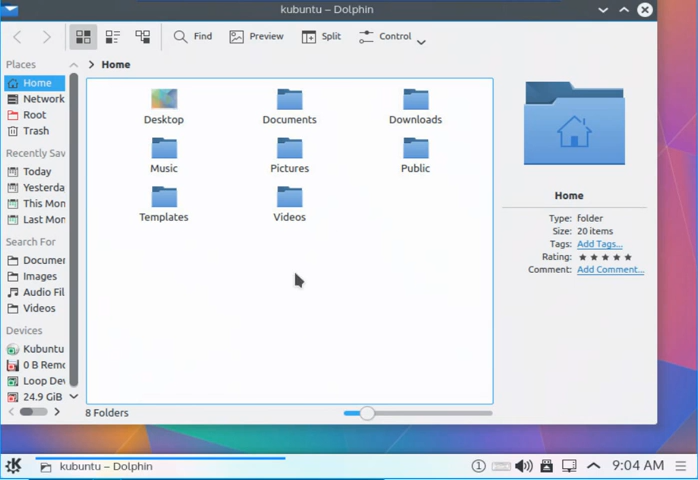 kubuntu – Dolphin
Find Preview Split Control
Places
Home
Network
Root
Trash
Recently Sav
Today
Yesterda
This Mon
Last Mon
Search For
Documer
Images
Audio Fil
Videos
Devices
Kubuntu
0 B Remc
Loop Dev
24.9 GiB
> Home
Desktop Documents Downloads
Music Pictures Public
Templates Videos
8 Folders
Home
Type: folder
Size: 20 items
Tags: Add Tags...
Rating: ★★★★★
Comment: Add Comment...
kubuntu – Dolphin
1
9:04 AM